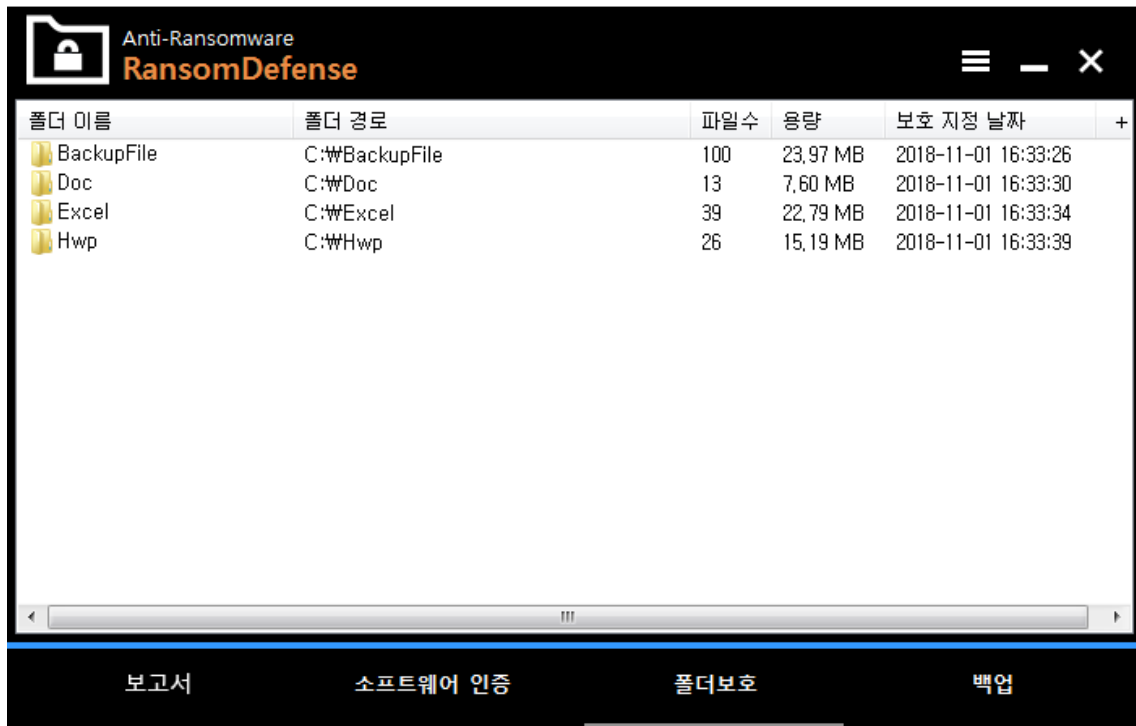 Anti-Ransomware
RansomDefense
폴더 이름 폴더 경로 파일수 용량 보호 지정 날짜 +
BackupFile C:₩BackupFile 100 23,97 MB 2018-11-01 16:33:26
Doc C:₩Doc 13 7,60 MB 2018-11-01 16:33:30
Excel C:₩Excel 39 22,79 MB 2018-11-01 16:33:34
Hwp C:₩Hwp 26 15,19 MB 2018-11-01 16:33:39
보고서 소프트웨어 인증 폴더보호 백업